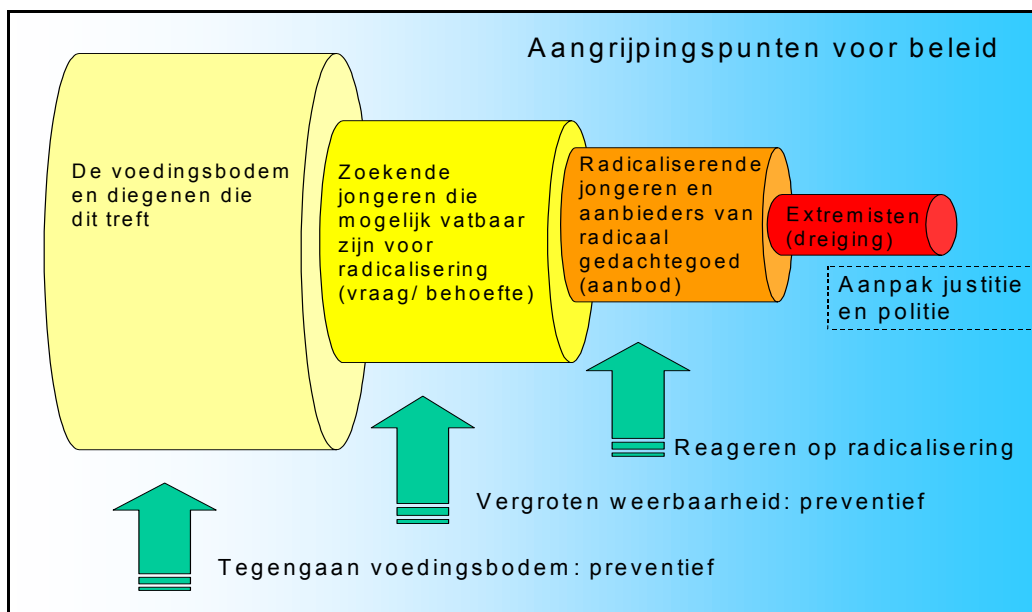 Aangrijpingspunten voor beleid
De voedingsbodem
en diegenen die
dit treft
Zoekende
jongeren die
mogelijk vatbaar
zijn voor
radicalisering
(vraag/ behoefte)
Radicaliserende
jongeren en
aanbieders van
radicaal
gedachtegoed
(aanbod)
Extremisten
(dreiging)
Aanpak justitie
en politie
Reageren op radicalisering
Vergroten weerbaarheid: preventief
Tegengaan voedingsbodem: preventief